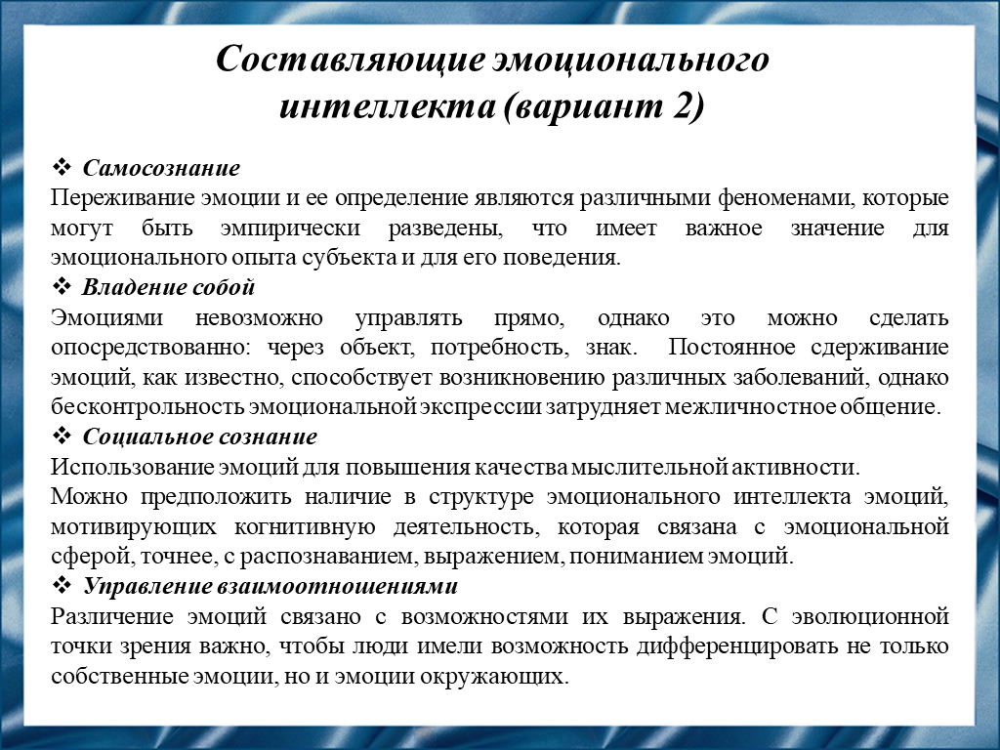 Составляющие эмоционального
интеллекта (вариант 2)
❖ Самосознание
Переживание эмоции и ее определение являются различными феноменами, которые
могут быть эмпирически разведены, что имеет важное значение для
эмоционального опыта субъекта и для его поведения.
❖ Владение собой
Эмоциями невозможно управлять прямо, однако это можно сделать
опосредствованно: через объект, потребность, знак. Постоянное сдерживание
эмоций, как известно, способствует возникновению различных заболеваний, однако
бесконтрольность эмоциональной экспрессии затрудняет межличностное общение.
❖ Социальное сознание
Использование эмоций для повышения качества мыслительной активности.
Можно предположить наличие в структуре эмоционального интеллекта эмоций,
мотивирующих когнитивную деятельность, которая связана с эмоциональной
сферой, точнее, с распознаванием, выражением, пониманием эмоций.
❖ Управление взаимоотношениями
Различение эмоций связано с возможностями их выражения. С эволюционной
точки зрения важно, чтобы люди имели возможность дифференцировать не только
собственные эмоции, но и эмоции окружающих.